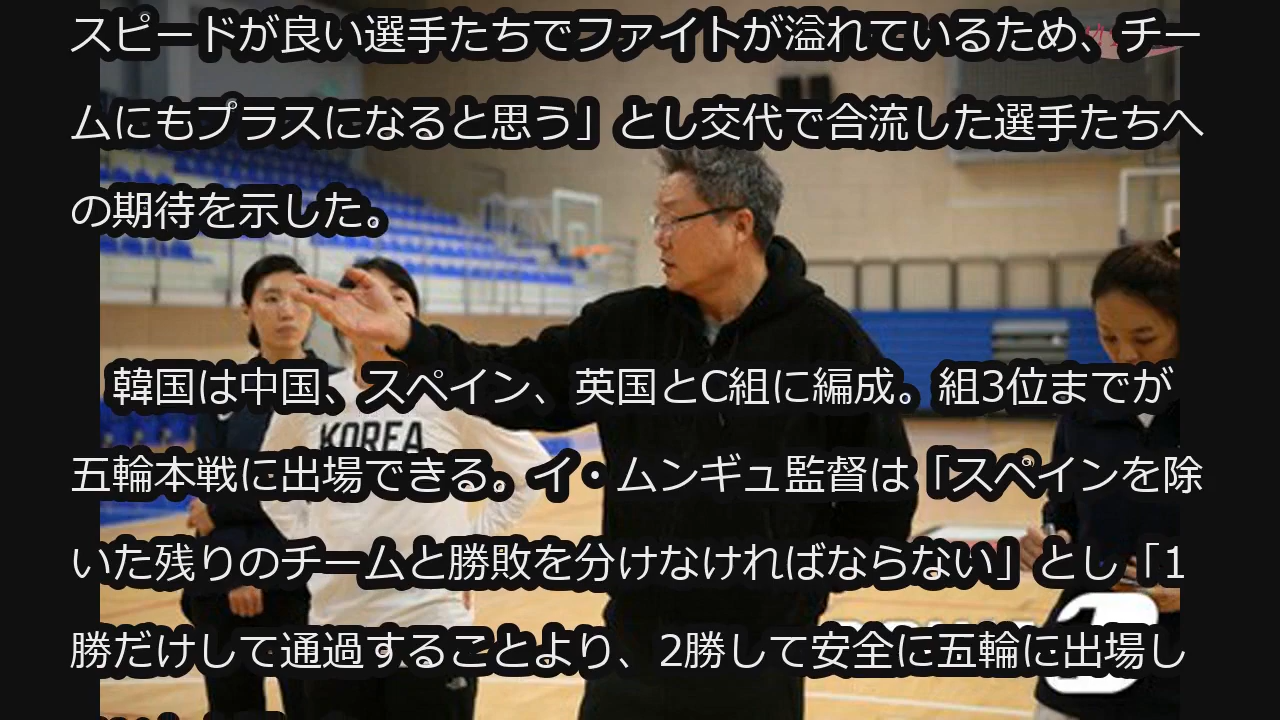 スピードが良い選手たちでファイトが溢れているため、チー
ムにもプラスになると思う」とし交代で合流した選手たちへ
の期待を示した。
韓国は中国、スペイン、英国とC組に編成。組3位までが
KOREA
五輪本戦に出場できる。イ・ムンギュ監督は「スペインを除
いた残りのチームと勝敗を分けなければならない」とし「1
勝だけして通過することより、2勝して安全に五輪に出場し